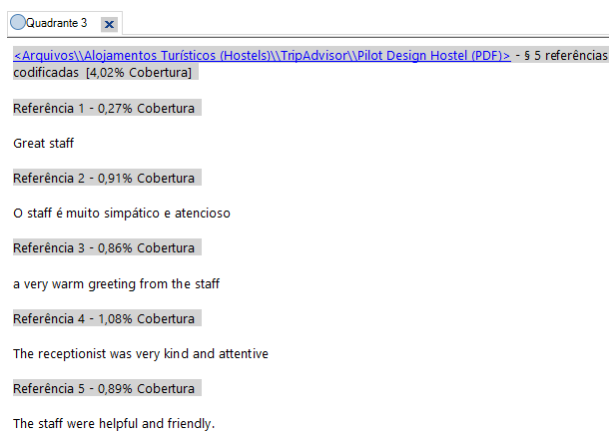 Quadrante 3
<Arquivos\\Alojamentos Turísticos (Hostels)\\TripAdvisor\\Pilot Design Hostel (PDF)> - § 5 referências
codificadas [4,02% Cobertura]
Referência 1 - 0,27% Cobertura
Great staff
Referência 2 - 0,91% Cobertura
O staff é muito simpático e atencioso
Referência 3 - 0,86% Cobertura
a very warm greeting from the staff
Referência 4 - 1,08% Cobertura
The receptionist was very kind and attentive
Referência 5 - 0,89% Cobertura
The staff were helpful and friendly.